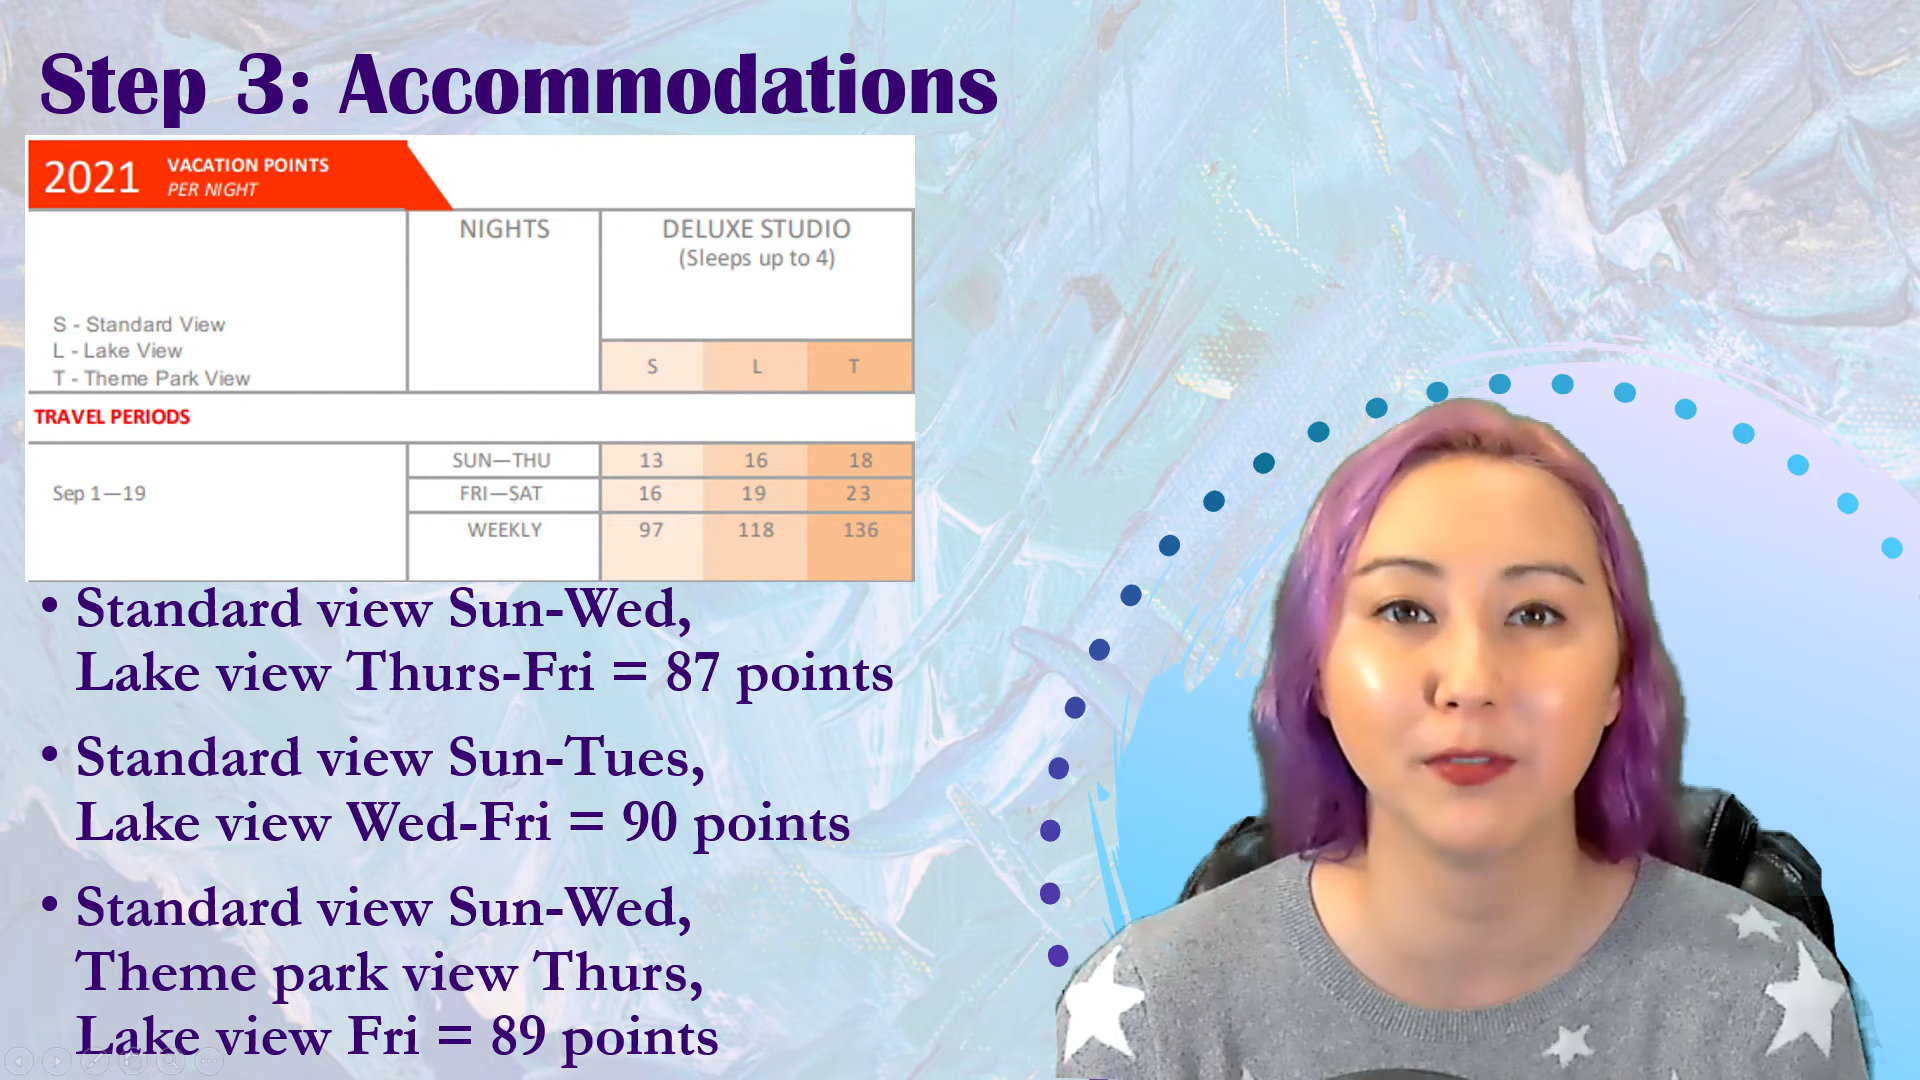 Step 3: Accommodations
2021 VACATION POINTS
PER NIGHT
NIGHTS DELUXE STUDIO
(Sleeps up to 4)
S - Standard View
L - Lake View
T - Theme Park View
S L T
TRAVEL PERIODS
SUN—THU 13 16 18
Sep 1—19 FRI—SAT 16 19 23
WEEKLY 97 118 136
• Standard view Sun-Wed,
Lake view Thurs-Fri = 87 points
• Standard view Sun-Tues,
Lake view Wed-Fri = 90 points
• Standard view Sun-Wed,
Theme park view Thurs,
Lake view Fri = 89 points